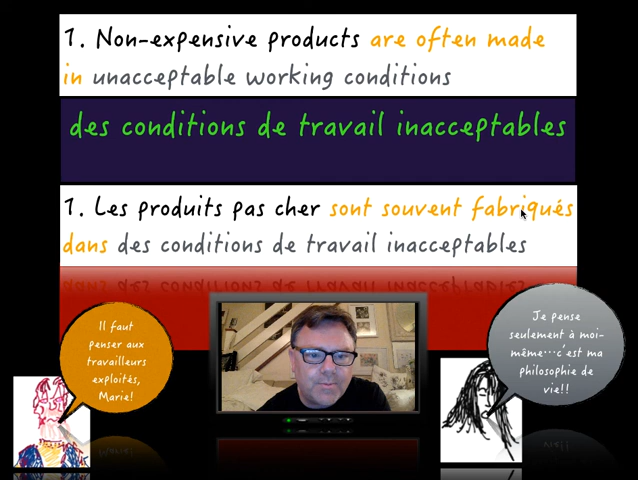 1. Non-expensive products are often made
in unacceptable working conditions
des conditions de travail inacceptables
1. Les produits pas cher sont souvent fabriqués
dans des conditions de travail inacceptables
Il faut
penser aux
travailleurs
exploités,
Marie!
Je pense
seulement à moi-
même...c'est ma
philosophie de
vie!!